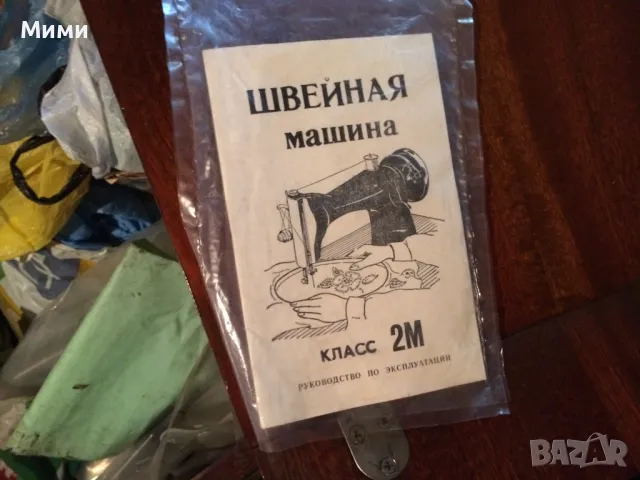 Мими
ШВЕЙНАЯ
машина
КЛАСС 2М
РУКОВОДСТВО ПО ЭКСПЛУАТАЦИИ
BAZAR